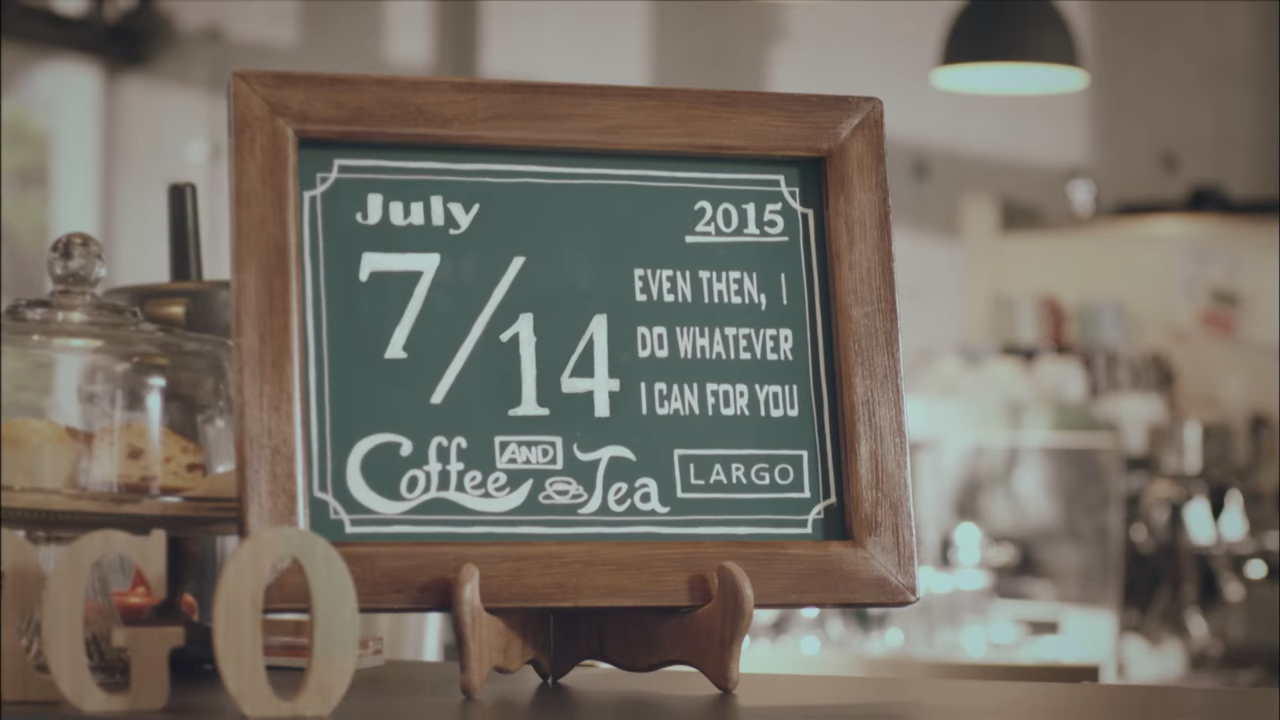 July
2015
7/14
EVEN THEN, I
DO WHATEVER
I CAN FOR YOU
Coffee AND Tea
LARGO
GO